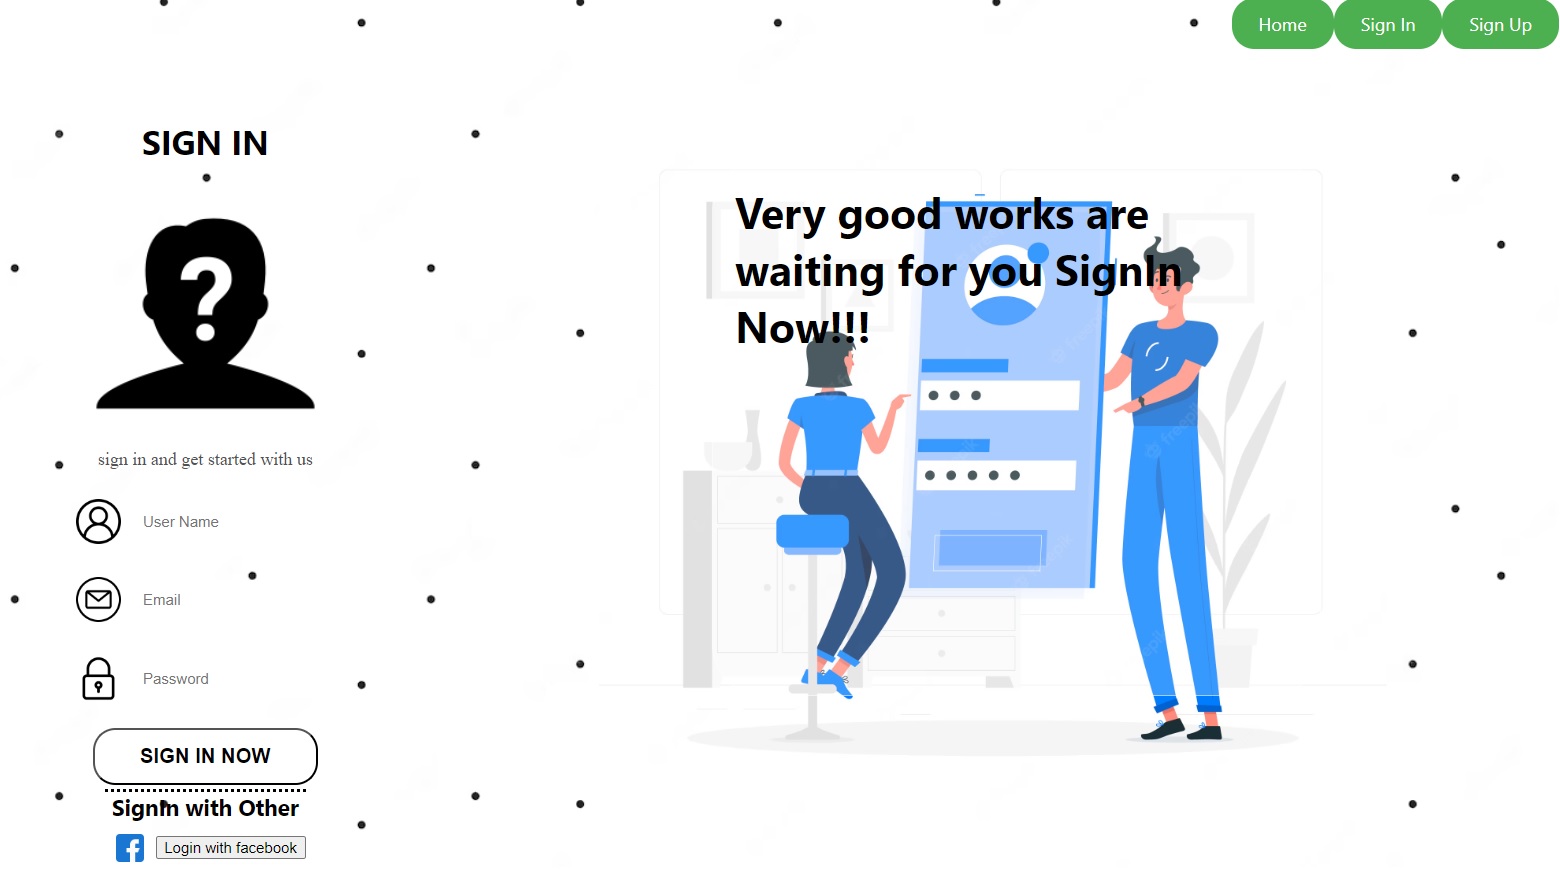 Home Sign In Sign Up
SIGN IN
?
sign in and get started with us
User Name
Email
Password
SIGN IN NOW
SignIn with Other
Login with facebook
Very good works are
waiting for you SignIn
Now!!!